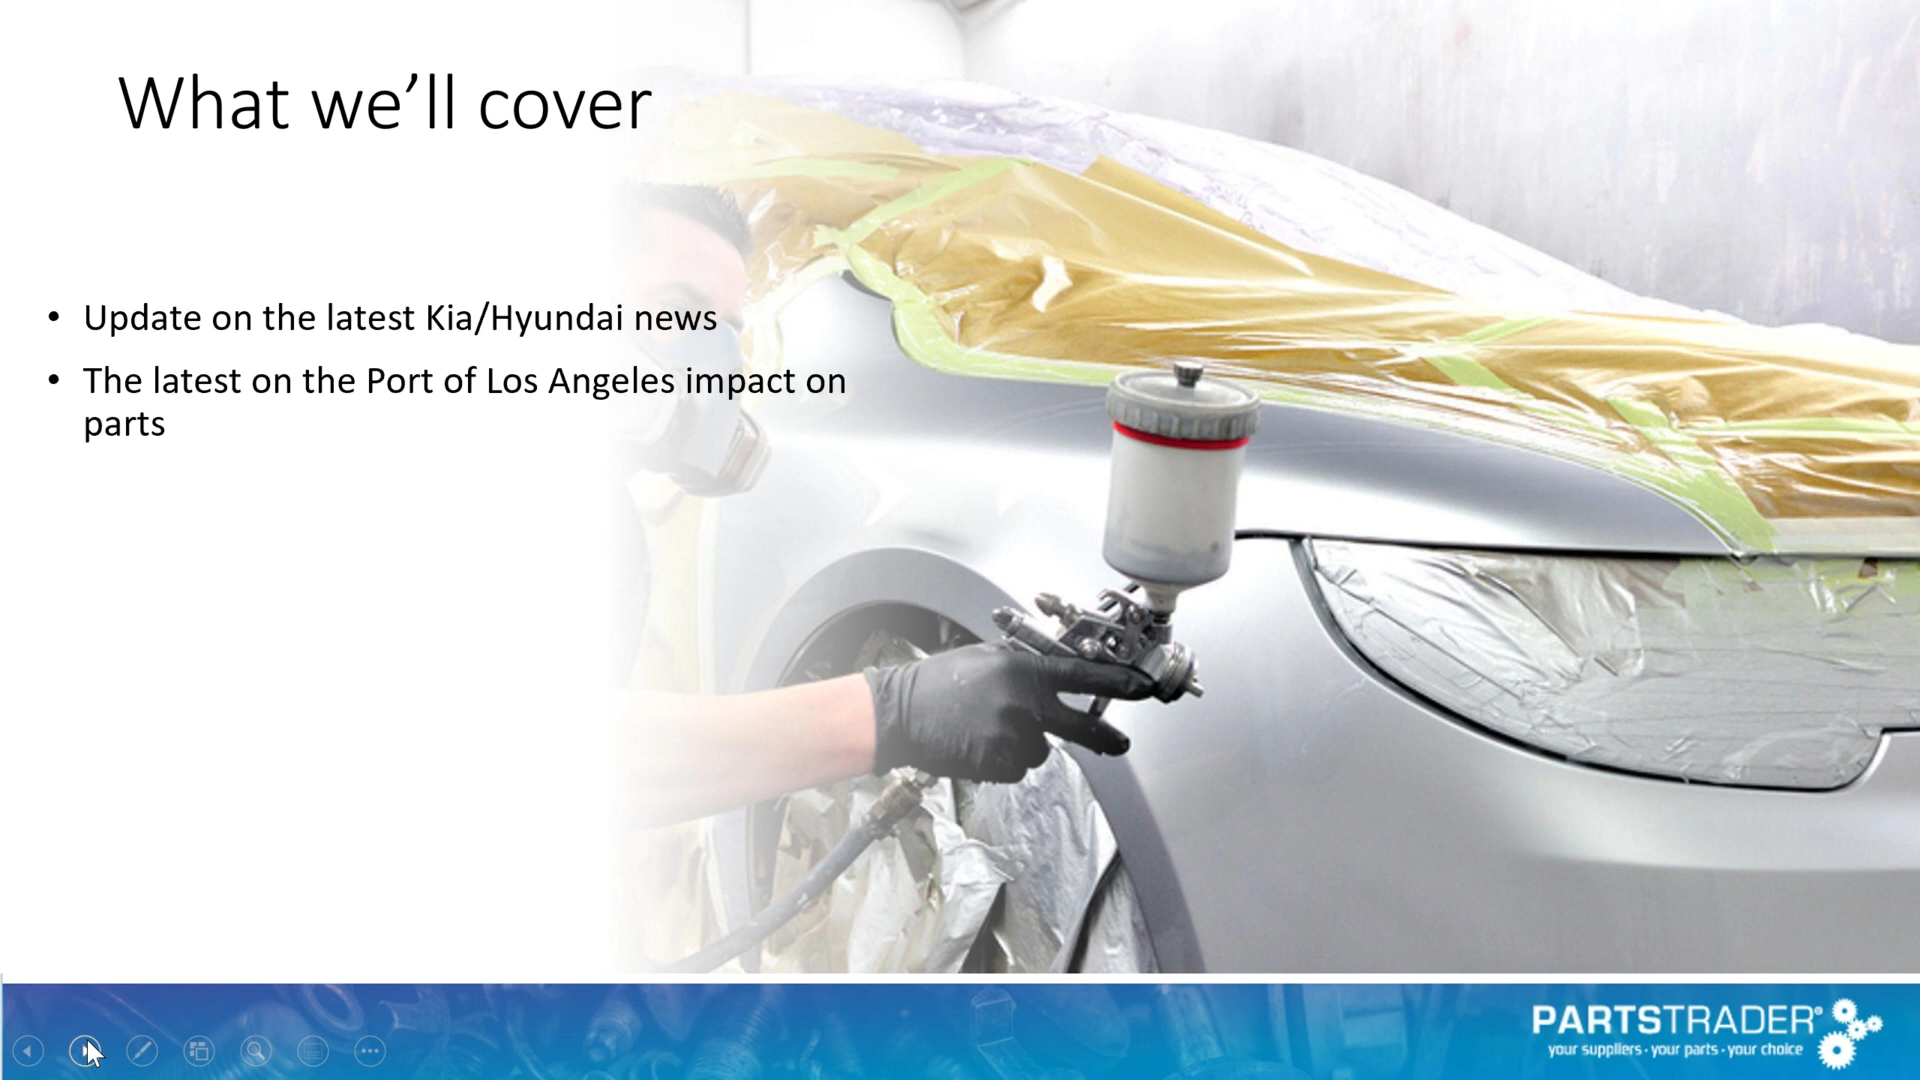 What we’ll cover
• Update on the latest Kia/Hyundai news
• The latest on the Port of Los Angeles impact on
parts
PARTSTRADER®
your suppliers · your parts · your choice